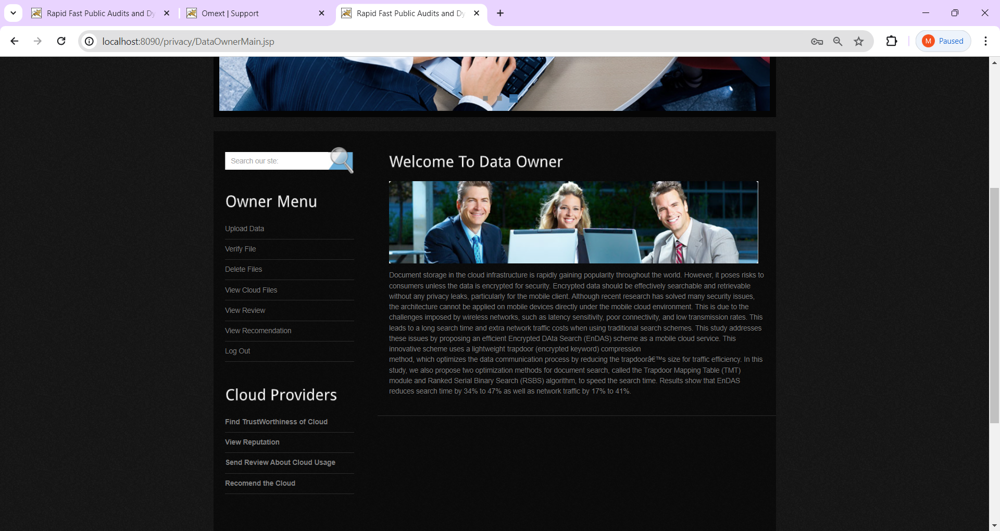 Rapid Fast Public Audits and Dy
Omext | Support
Rapid Fast Public Audits and Dy
localhost:8090/privacy/DataOwnerMain.jsp
M Paused
Search our ste:
Owner Menu
Upload Data
Verify File
Delete Files
View Cloud Files
View Review
View Recomendation
Log Out
Cloud Providers
Find TrustWorthiness of Cloud
View Reputation
Send Review About Cloud Usage
Recomend the Cloud
Welcome To Data Owner
Document storage in the cloud infrastructure is rapidly gaining popularity throughout the world. However, it poses risks to
consumers unless the data is encrypted for security. Encrypted data should be effectively searchable and retrievable
without any privacy leaks, particularly for the mobile client. Although recent research has solved many security issues,
the architecture cannot be applied on mobile devices directly under the mobile cloud environment. This is due to the
challenges imposed by wireless networks, such as latency sensitivity, poor connectivity, and low transmission rates. This
leads to a long search time and extra network traffic costs when using traditional search schemes. This study addresses
these issues by proposing an efficient Encrypted DAta Search (EnDAS) scheme as a mobile cloud service. This
innovative scheme uses a lightweight trapdoor (encrypted keyword) compression
method, which optimizes the data communication process by reducing the trapdoorâ€™s size for traffic efficiency. In this
study, we also propose two optimization methods for document search, called the Trapdoor Mapping Table (TMT)
module and Ranked Serial Binary Search (RSBS) algorithm, to speed the search time. Results show that EnDAS
reduces search time by 34% to 47% as well as network traffic by 17% to 41%.